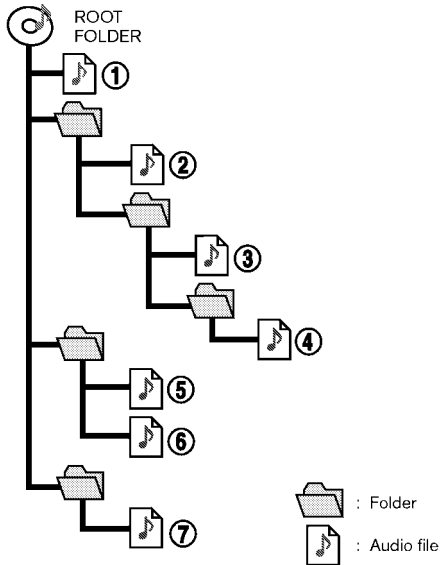 ROOT
FOLDER
①
②
③
④
⑤
⑥
⑦
: Folder
: Audio file